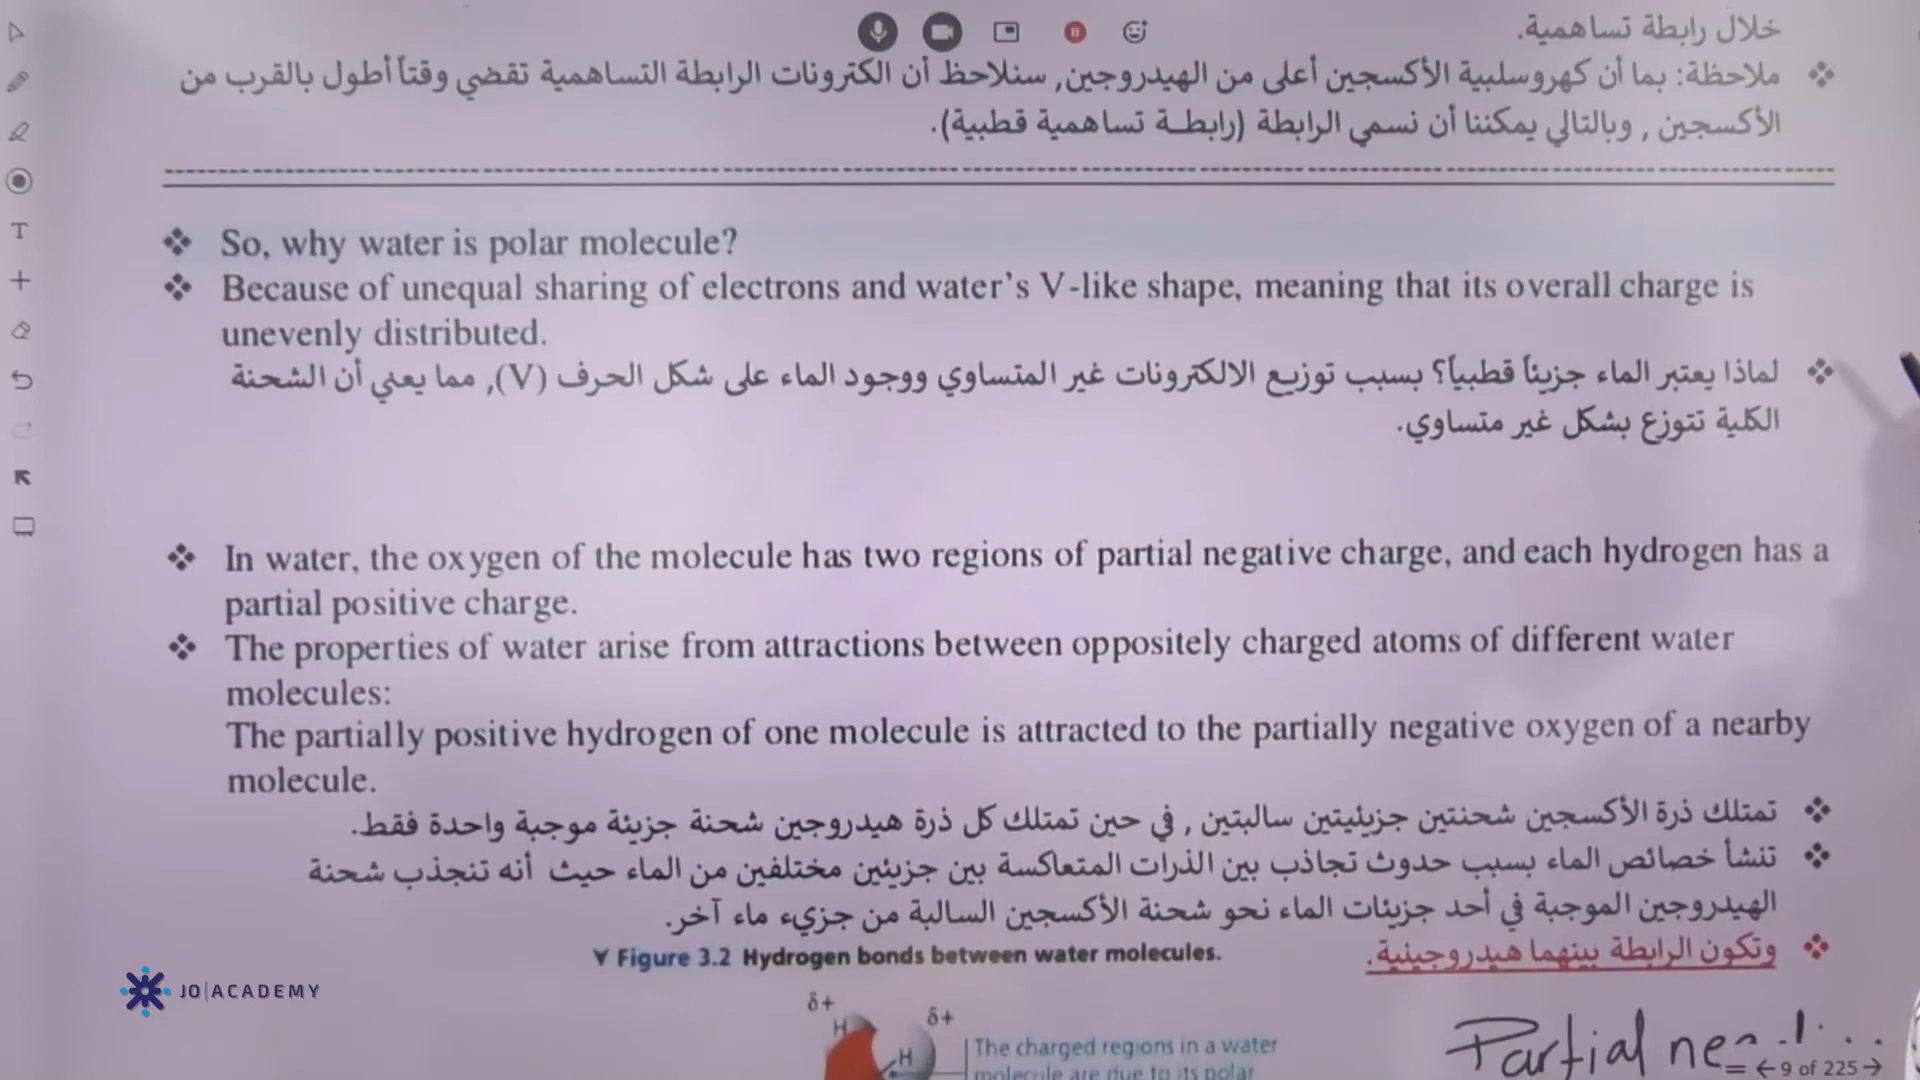 خلال رابطة تساهمية.
❖ ملاحظة: بما أن كهروسلبية الأكسجين أعلى من الهيدروجين, سنلاحظ أن الكترونات الرابطة التساهمية تقضي وقتاً أطول بالقرب من
الأكسجين , وبالتالي يمكننا أن نسمي الرابطة (رابطة تساهمية قطبية).
❖ So, why water is polar molecule?
❖ Because of unequal sharing of electrons and water's V-like shape, meaning that its overall charge is
unevenly distributed.
❖ لماذا يعتبر الماء جزيئاً قطبياً؟ بسبب توزيع الالكترونات غير المتساوي ووجود الماء على شكل الحرف (V), مما يعني أن الشحنة
الكلية تتوزع بشكل غير متساوي.
❖ In water, the oxygen of the molecule has two regions of partial negative charge, and each hydrogen has a
partial positive charge.
❖ The properties of water arise from attractions between oppositely charged atoms of different water
molecules:
The partially positive hydrogen of one molecule is attracted to the partially negative oxygen of a nearby
molecule.
❖ تمتلك ذرة الأكسجين شحنتين جزيئيتين سالبتين , في حين تمتلك كل ذرة هيدروجين شحنة جزيئة موجبة واحدة فقط.
❖ تنشأ خصائص الماء بسبب حدوث تجاذب بين الذرات المتعاكسة بين جزيئين مختلفين من الماء حيث أنه تنجذب شحنة
الهيدروجين الموجبة في أحد جزيئات الماء نحو شحنة الأكسجين السالبة من جزيء ماء آخر.
❖ وتكون الرابطة بينهما هيدروجينية.
Figure 3.2 Hydrogen bonds between water molecules.
JO ACADEMY
δ+
δ+
H
H
The charged regions in a water
molecule are due to its polar
Partial
9 of 225
T